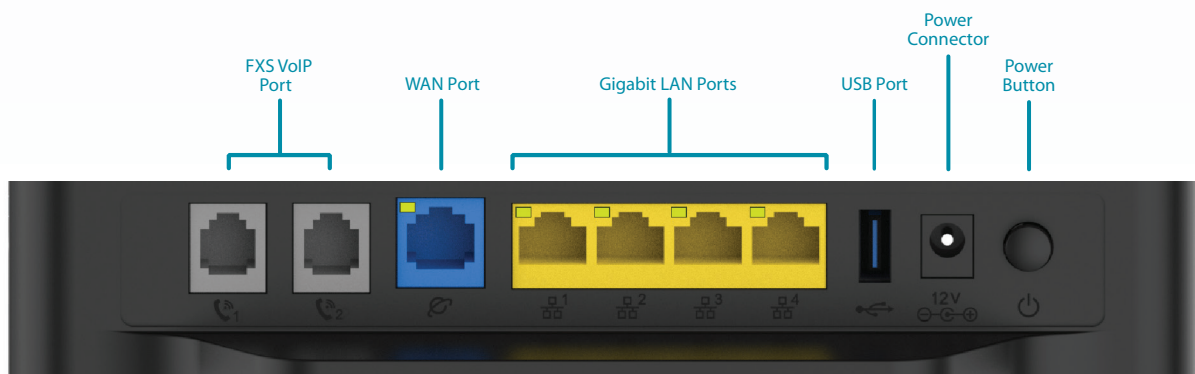 Power
Connector
FXS VoIP
Port
WAN Port
Gigabit LAN Ports
USB Port
Power
Button
1
2
1
2
3
4
12V